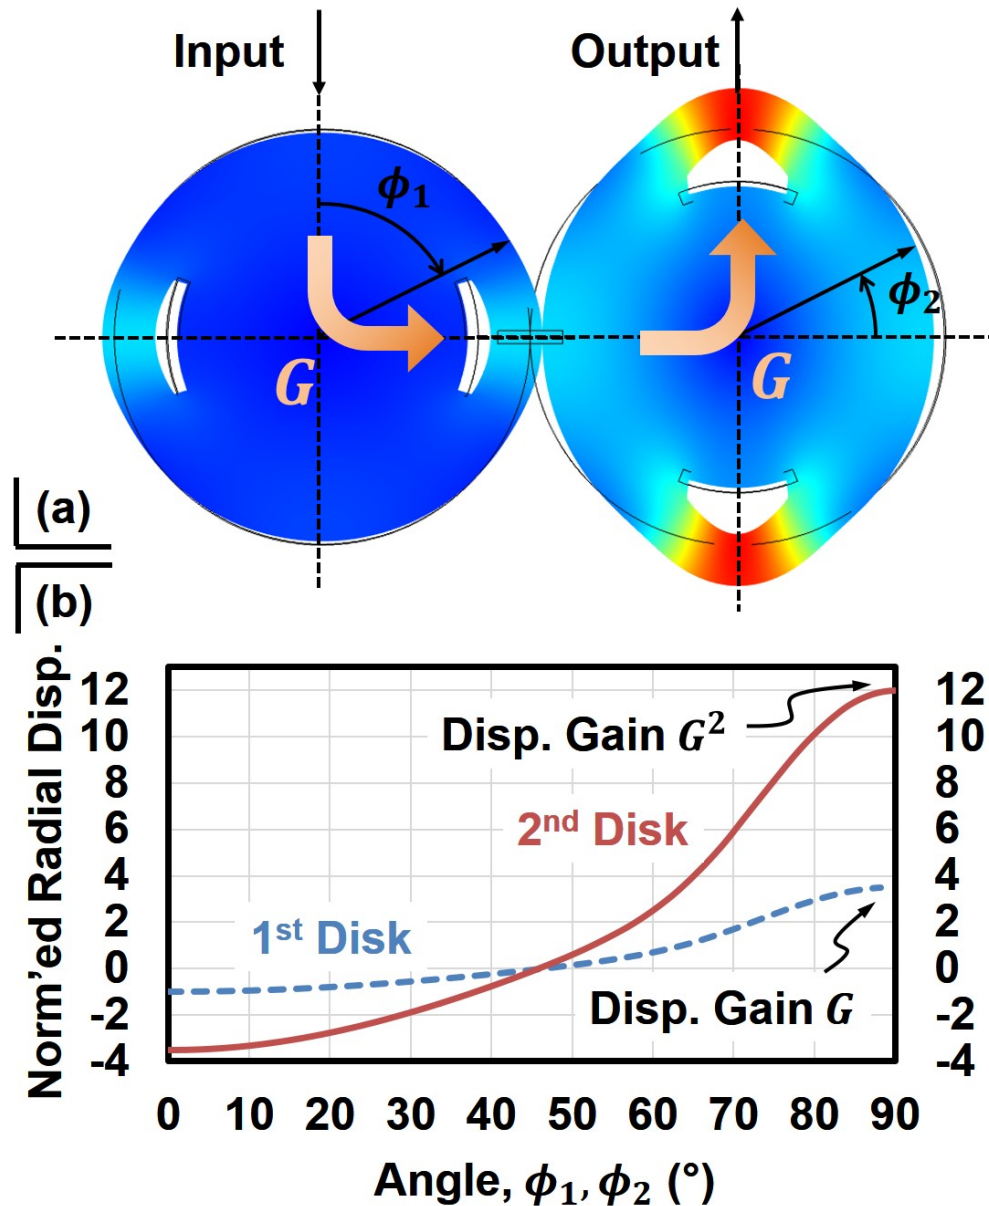 Input Output
ϕ₁
ϕ₂
G G
(a)
(b)
Norm'ed Radial Disp.
12 12
10 10
8 8
6 6
4 4
2 2
0 0
-2 -2
-4 -4
Disp. Gain G²
2nd Disk
1st Disk
Disp. Gain G
0 10 20 30 40 50 60 70 80 90
Angle, ϕ₁, ϕ₂ (°)